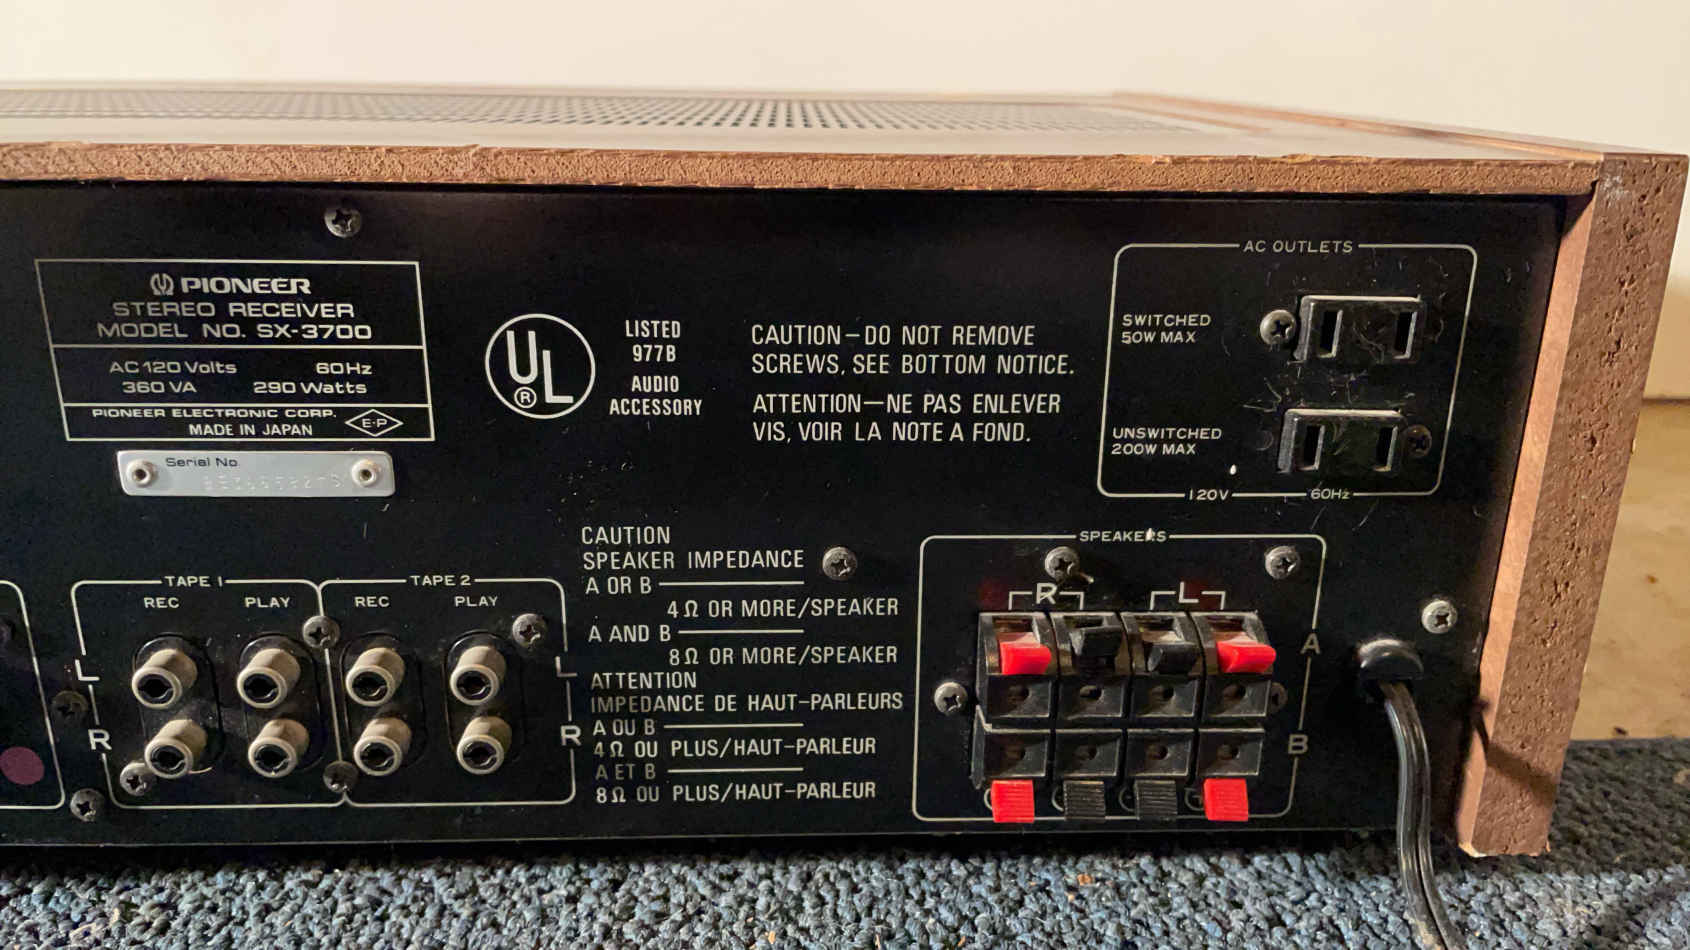 PIONEER
STEREO RECEIVER
MODEL NO. SX-3700
AC 120 Volts 60Hz
360 VA 290 Watts
PIONEER ELECTRONIC CORP.
MADE IN JAPAN
E-P
Serial No.
UL
®
LISTED
977B
AUDIO
ACCESSORY
CAUTION–DO NOT REMOVE
SCREWS, SEE BOTTOM NOTICE.
ATTENTION–NE PAS ENLEVER
VIS, VOIR LA NOTE A FOND.
AC OUTLETS
SWITCHED
50W MAX
UNSWITCHED
200W MAX
120V 60Hz
TAPE 1
REC PLAY
TAPE 2
REC PLAY
L
R
L
R
CAUTION
SPEAKER IMPEDANCE
A OR B
4Ω OR MORE/SPEAKER
A AND B
8Ω OR MORE/SPEAKER
ATTENTION
IMPEDANCE DE HAUT-PARLEURS
A OU B
4Ω OU PLUS/HAUT-PARLEUR
A ET B
8Ω OU PLUS/HAUT-PARLEUR
SPEAKERS
R L
A
B